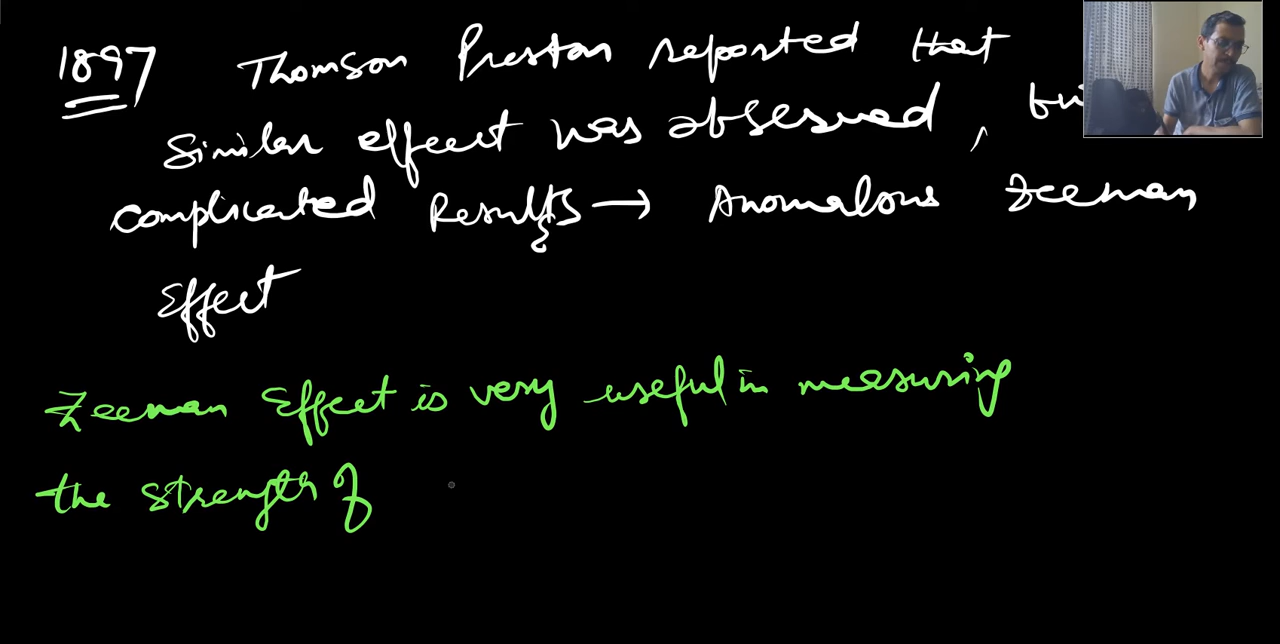 1897 Thomson Preston reported that
Similar effect was observed,
Complicated Results → Anomalous Zeeman
Effect
Zeeman Effect is very useful in measuring
the strength of